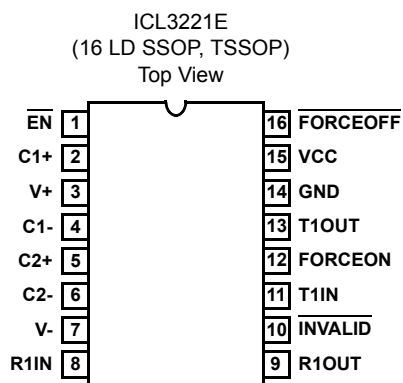 ICL3221E
(16 LD SSOP, TSSOP)
Top View
EN 1 16 FORCEOFF
C1+ 2 15 VCC
V+ 3 14 GND
C1- 4 13 T1OUT
C2+ 5 12 FORCEON
C2- 6 11 T1IN
V- 7 10 INVALID
R1IN 8 9 R1OUT